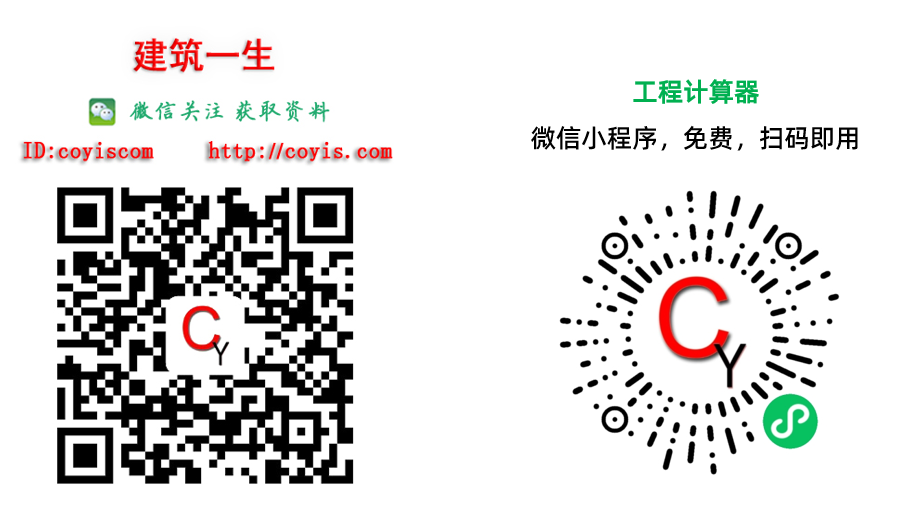 建筑一生
微信关注 获取资料
ID:coyiscom http://coyis.com
CY
工程计算器
微信小程序，免费，扫码即用
CY